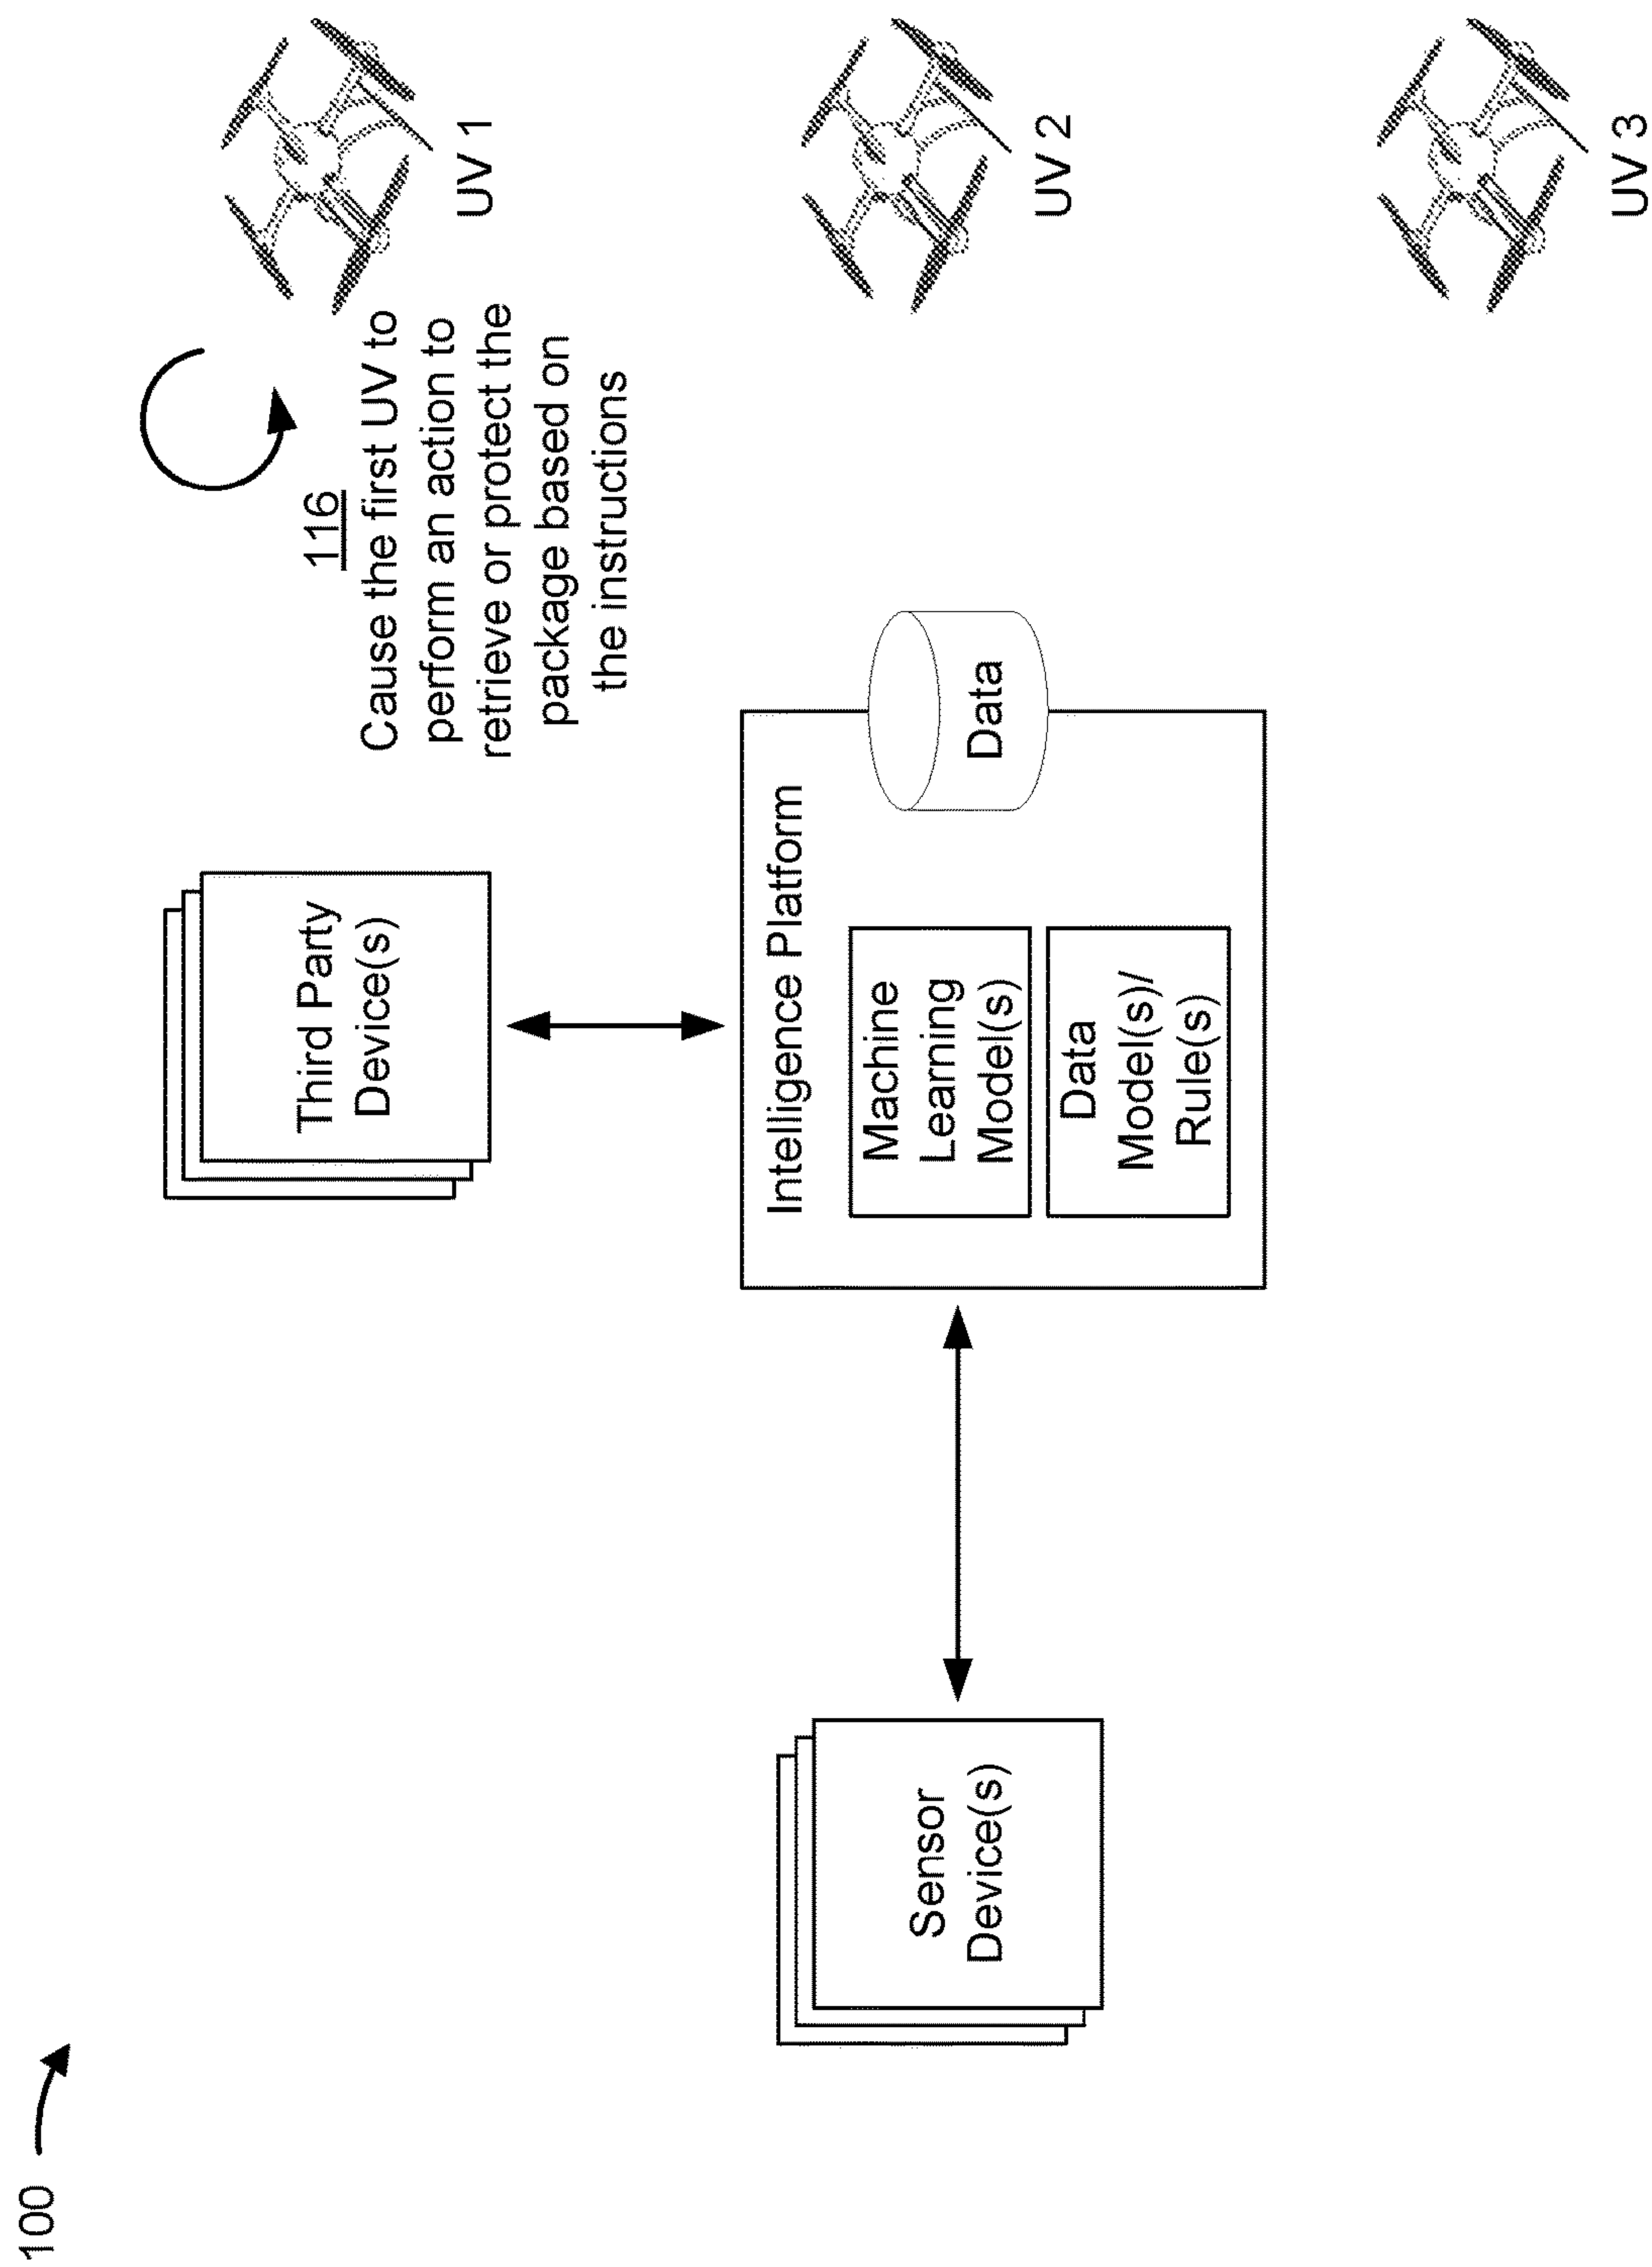 100
Third Party
Device(s)
116
Cause the first UV to
perform an action to
retrieve or protect the
package based on
the instructions
UV 1
Sensor
Device(s)
Intelligence Platform
Machine
Learning
Model(s)
Data
Model(s)/
Rule(s)
Data
UV 2
UV 3